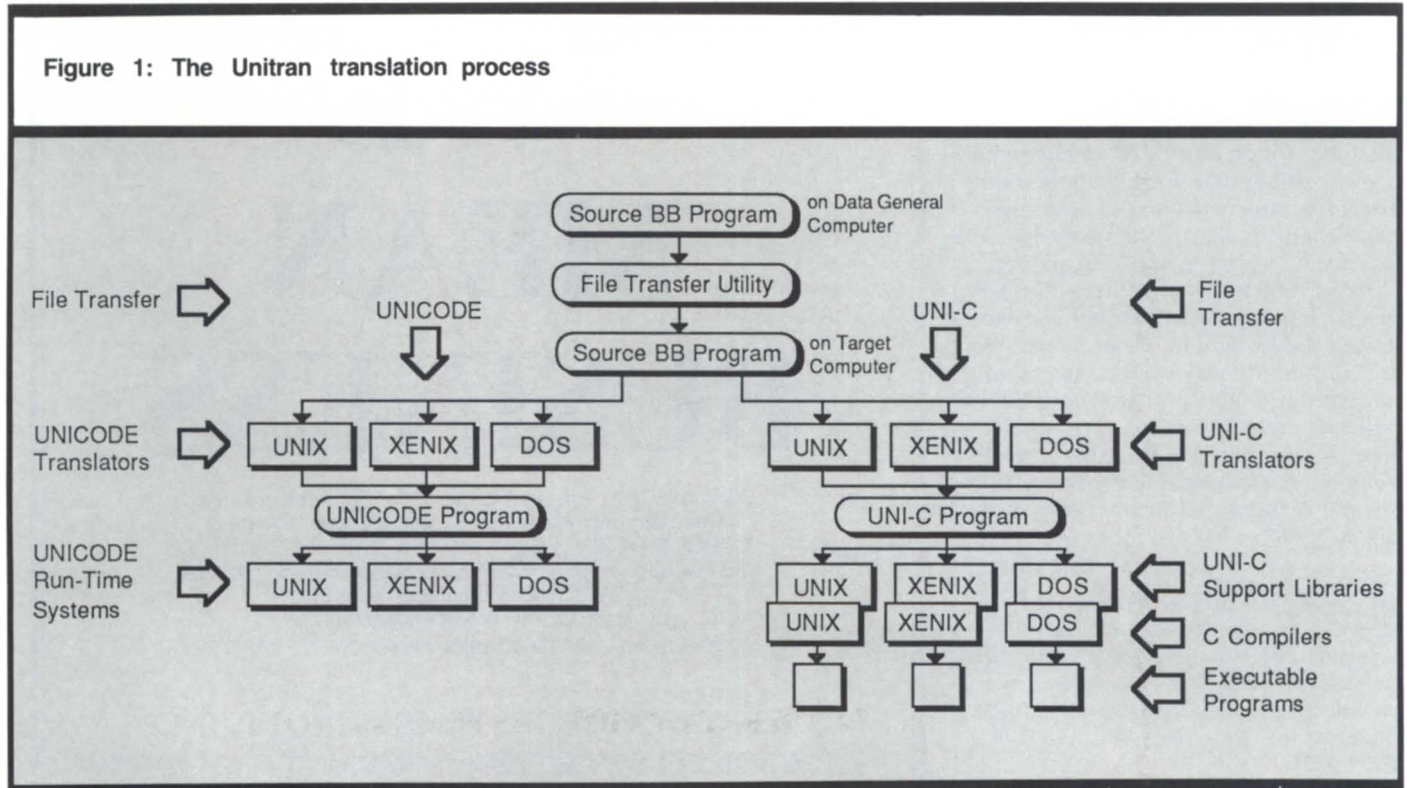 Figure 1: The Unitran translation process
Source BB Program
on Data General
Computer
File Transfer
File Transfer Utility
File
Transfer
UNICODE
UNI-C
Source BB Program
on Target
Computer
UNICODE
Translators
UNIX
XENIX
DOS
UNIX
XENIX
DOS
UNI-C
Translators
UNICODE Program
UNI-C Program
UNICODE
Run-Time
Systems
UNIX
XENIX
DOS
UNIX
XENIX
DOS
UNI-C
Support Libraries
UNIX
XENIX
DOS
C Compilers
Executable
Programs